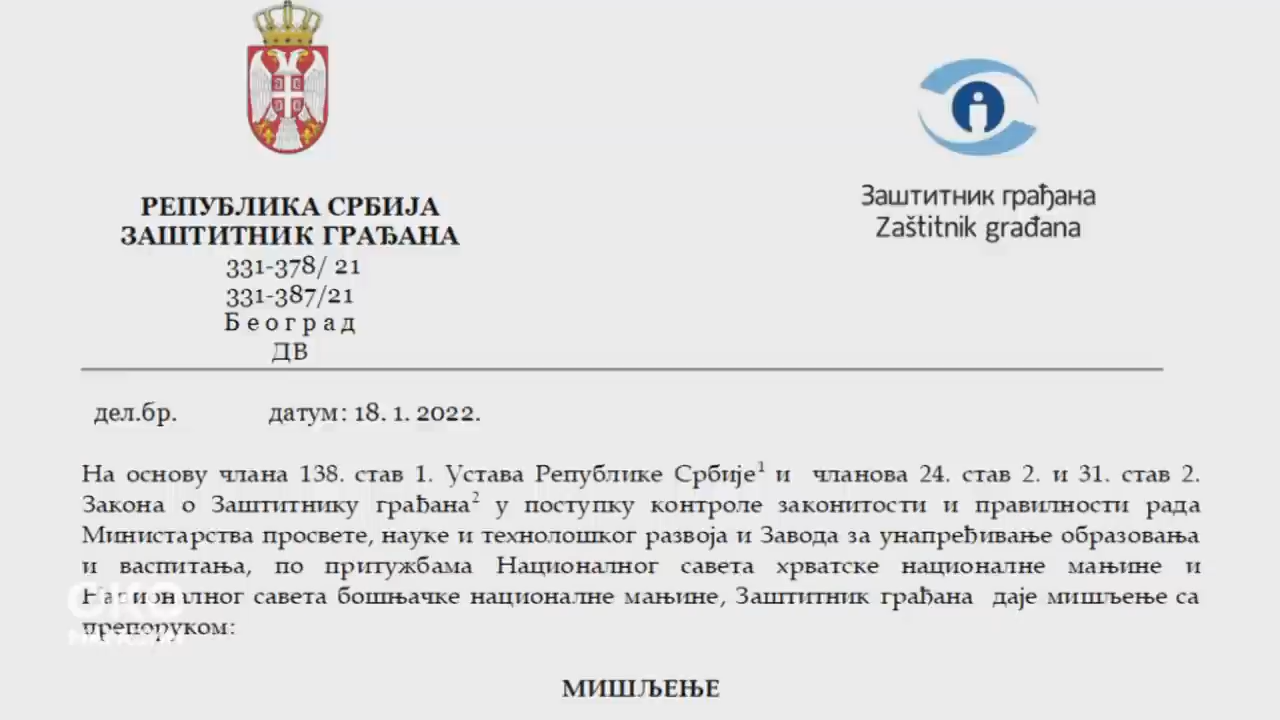 РЕПУБЛИКА СРБИЈА
ЗАШТИТНИК ГРАЂАНА
331-378/ 21
331-387/21
Београд
ДВ
Заштитник грађана
Zaštitnik građana
дел.бр. датум: 18. 1. 2022.
На основу члана 138. став 1. Устава Републике Србије¹ и чланова 24. став 2. и 31. став 2.
Закона о Заштитнику грађана² у поступку контроле законитости и правилности рада
Министарства просвете, науке и технолошког развоја и Завода за унапређивање образовања
и васпитања, по притужбама Националног савета хрватске националне мањине и
Националног савета бошњачке националне мањине, Заштитник грађана даје мишљење са
препоруком:
МИШЉЕЊЕ